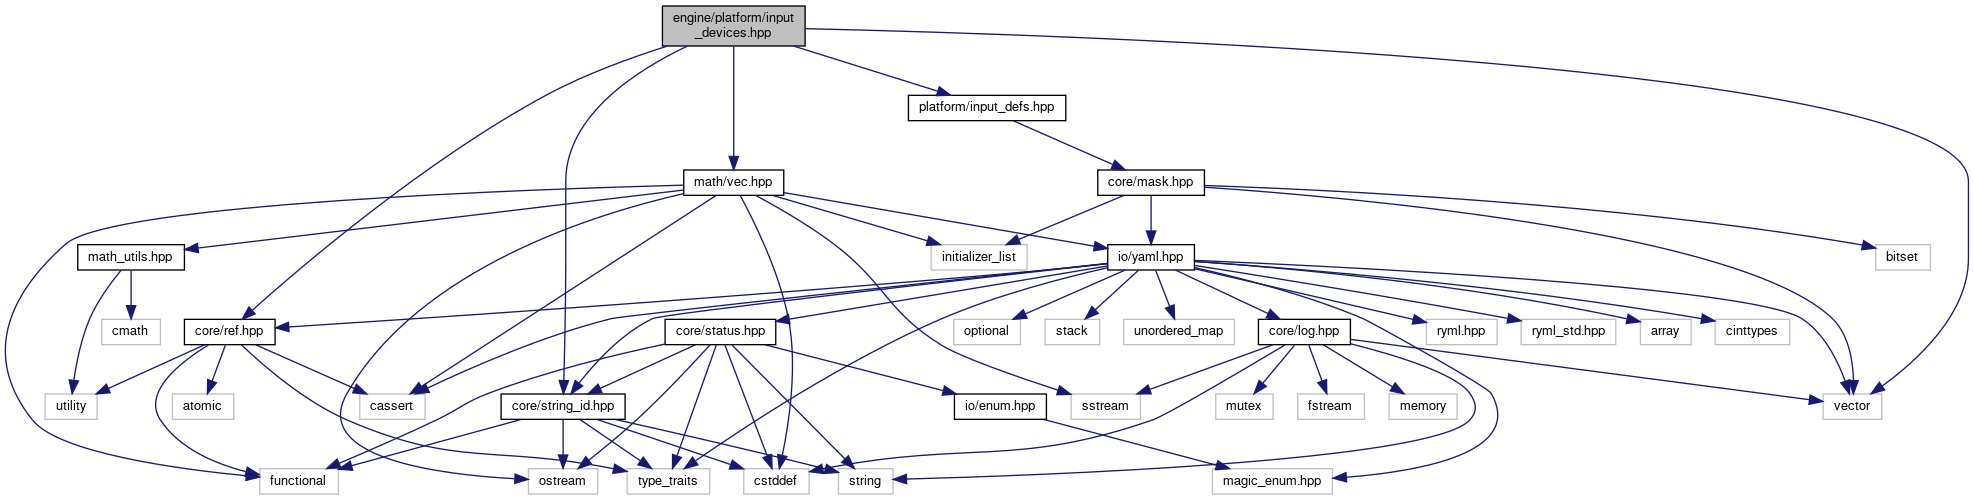 engine/platform/input
_devices.hpp
platform/input_defs.hpp
math/vec.hpp
core/mask.hpp
math_utils.hpp
initializer_list
io/yaml.hpp
bitset
cmath
core/ref.hpp
core/status.hpp
optional
stack
unordered_map
core/log.hpp
ryml.hpp
ryml_std.hpp
array
cinttypes
utility
atomic
cassert
core/string_id.hpp
io/enum.hpp
sstream
mutex
fstream
memory
vector
functional
ostream
type_traits
cstddef
string
magic_enum.hpp